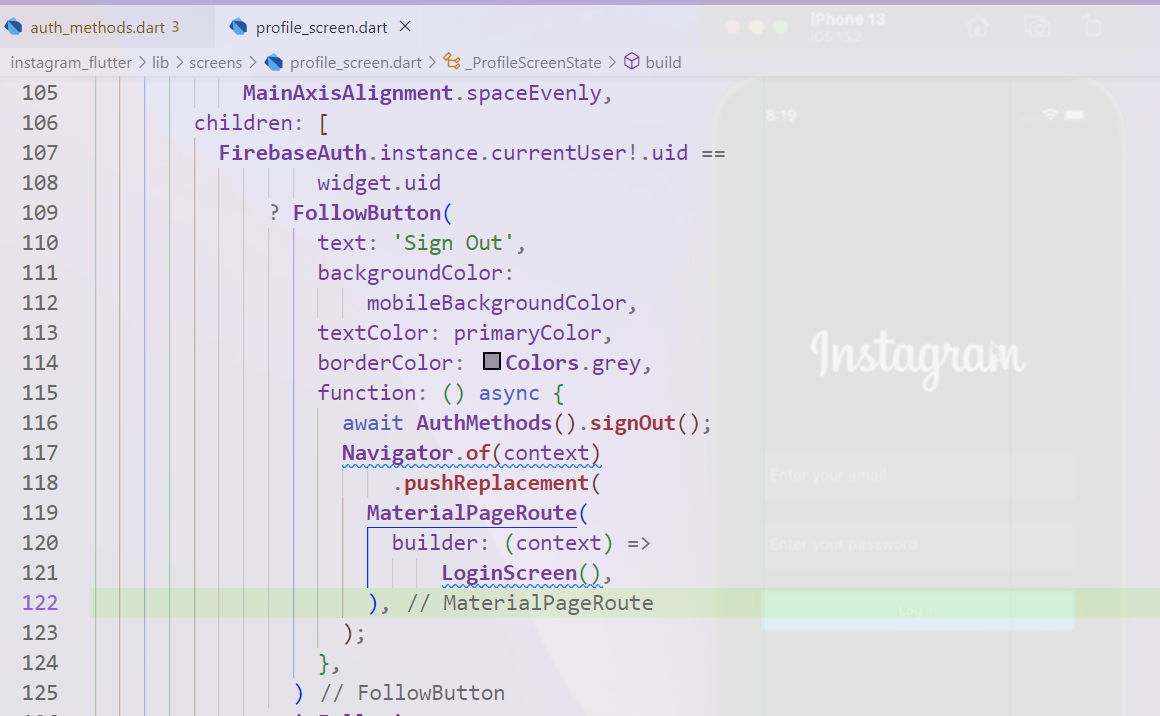 auth_methods.dart 3 profile_screen.dart
iPhone 13
iOS 15.2
instagram_flutter > lib > screens > profile_screen.dart > _ProfileScreenState > build
105 MainAxisAlignment.spaceEvenly,
106 children: [
107 FirebaseAuth.instance.currentUser!.uid ==
108 widget.uid
109 ? FollowButton(
110 text: 'Sign Out',
111 backgroundColor:
112 mobileBackgroundColor,
113 textColor: primaryColor,
114 borderColor: Colors.grey,
115 function: () async {
116 await AuthMethods().signOut();
117 Navigator.of(context)
118 .pushReplacement(
119 MaterialPageRoute(
120 builder: (context) =>
121 LoginScreen(),
122 ), // MaterialPageRoute
123 );
124 },
125 ) // FollowButton
8:19
Instagram
Enter your email
Enter your password
Log in